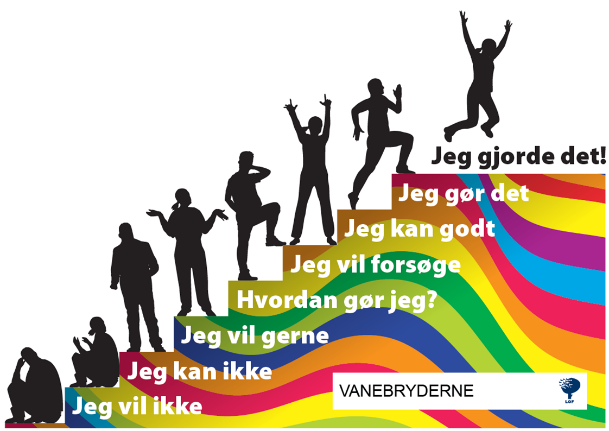 Jeg gjorde det!
Jeg gør det
Jeg kan godt
Jeg vil forsøge
Hvordan gør jeg?
Jeg vil gerne
Jeg kan ikke
Jeg vil ikke
VANEBRYDERNE
LØF